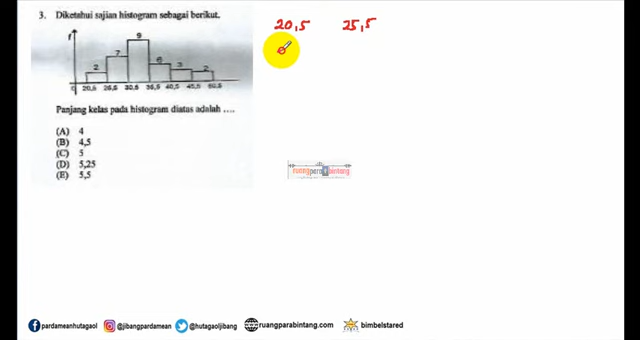 3. Diketahui sajian histogram sebagai berikut.
20,5 25,5
f
9
7
6
2
3
2
0 20,5 25,5 30,5 35,5 40,5 45,5 50,5
Panjang kelas pada histogram diatas adalah ....
(A) 4
(B) 4,5
(C) 5
(D) 5,25
(E) 5,5
ruangparabintang
pardameanhutagaol @jibangpardamean @hutagaoljibang ruangparabintang.com bimbelstared